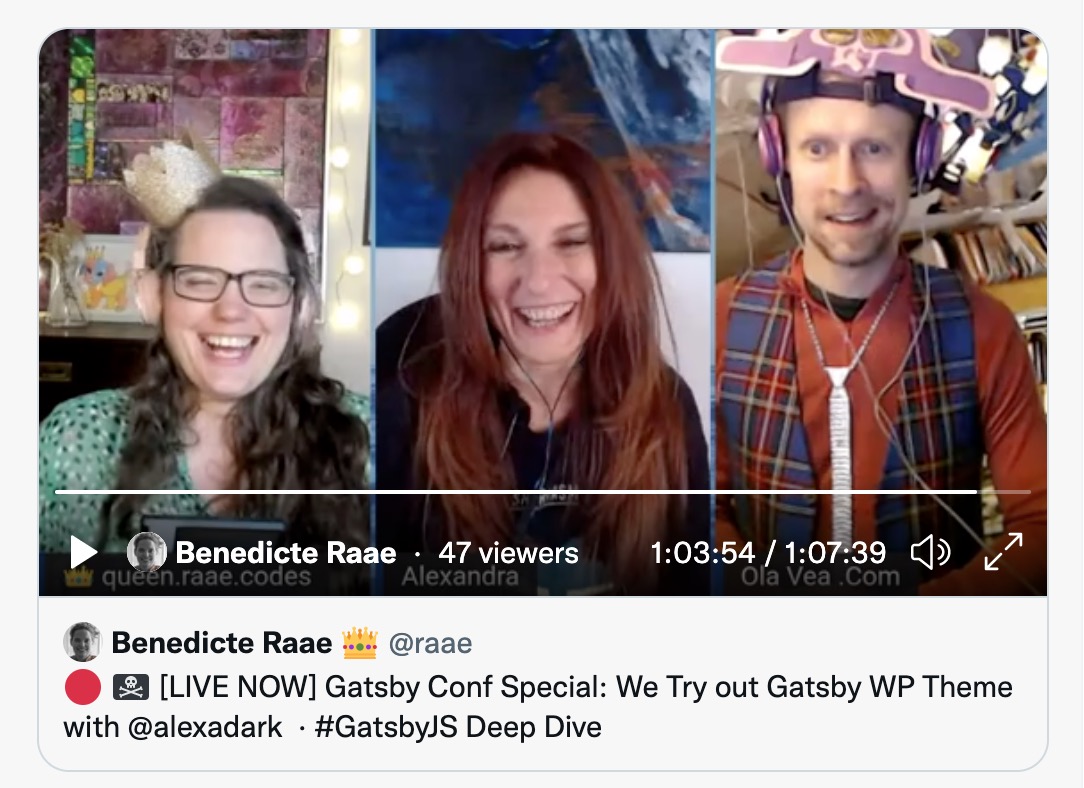 Benedicte Raae · 47 viewers 1:03:54 / 1:07:39
queen.raae.codes Alexandra Ola Vea .Com
Benedicte Raae 👑 @raae
🔴 🏴‍☠️ [LIVE NOW] Gatsby Conf Special: We Try out Gatsby WP Theme
with @alexadark · #GatsbyJS Deep Dive